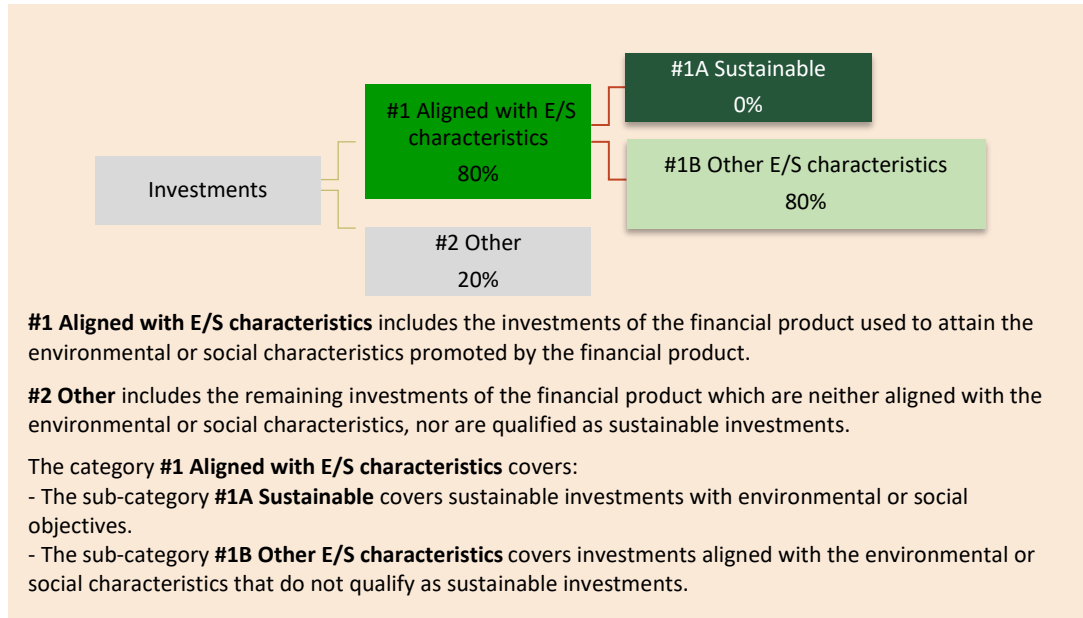 #1A Sustainable
0%
#1 Aligned with E/S
characteristics
80%
#1B Other E/S characteristics
80%
Investments
#2 Other
20%
#1 Aligned with E/S characteristics includes the investments of the financial product used to attain the
environmental or social characteristics promoted by the financial product.
#2 Other includes the remaining investments of the financial product which are neither aligned with the
environmental or social characteristics, nor are qualified as sustainable investments.
The category #1 Aligned with E/S characteristics covers:
- The sub-category #1A Sustainable covers sustainable investments with environmental or social
objectives.
- The sub-category #1B Other E/S characteristics covers investments aligned with the environmental or
social characteristics that do not qualify as sustainable investments.